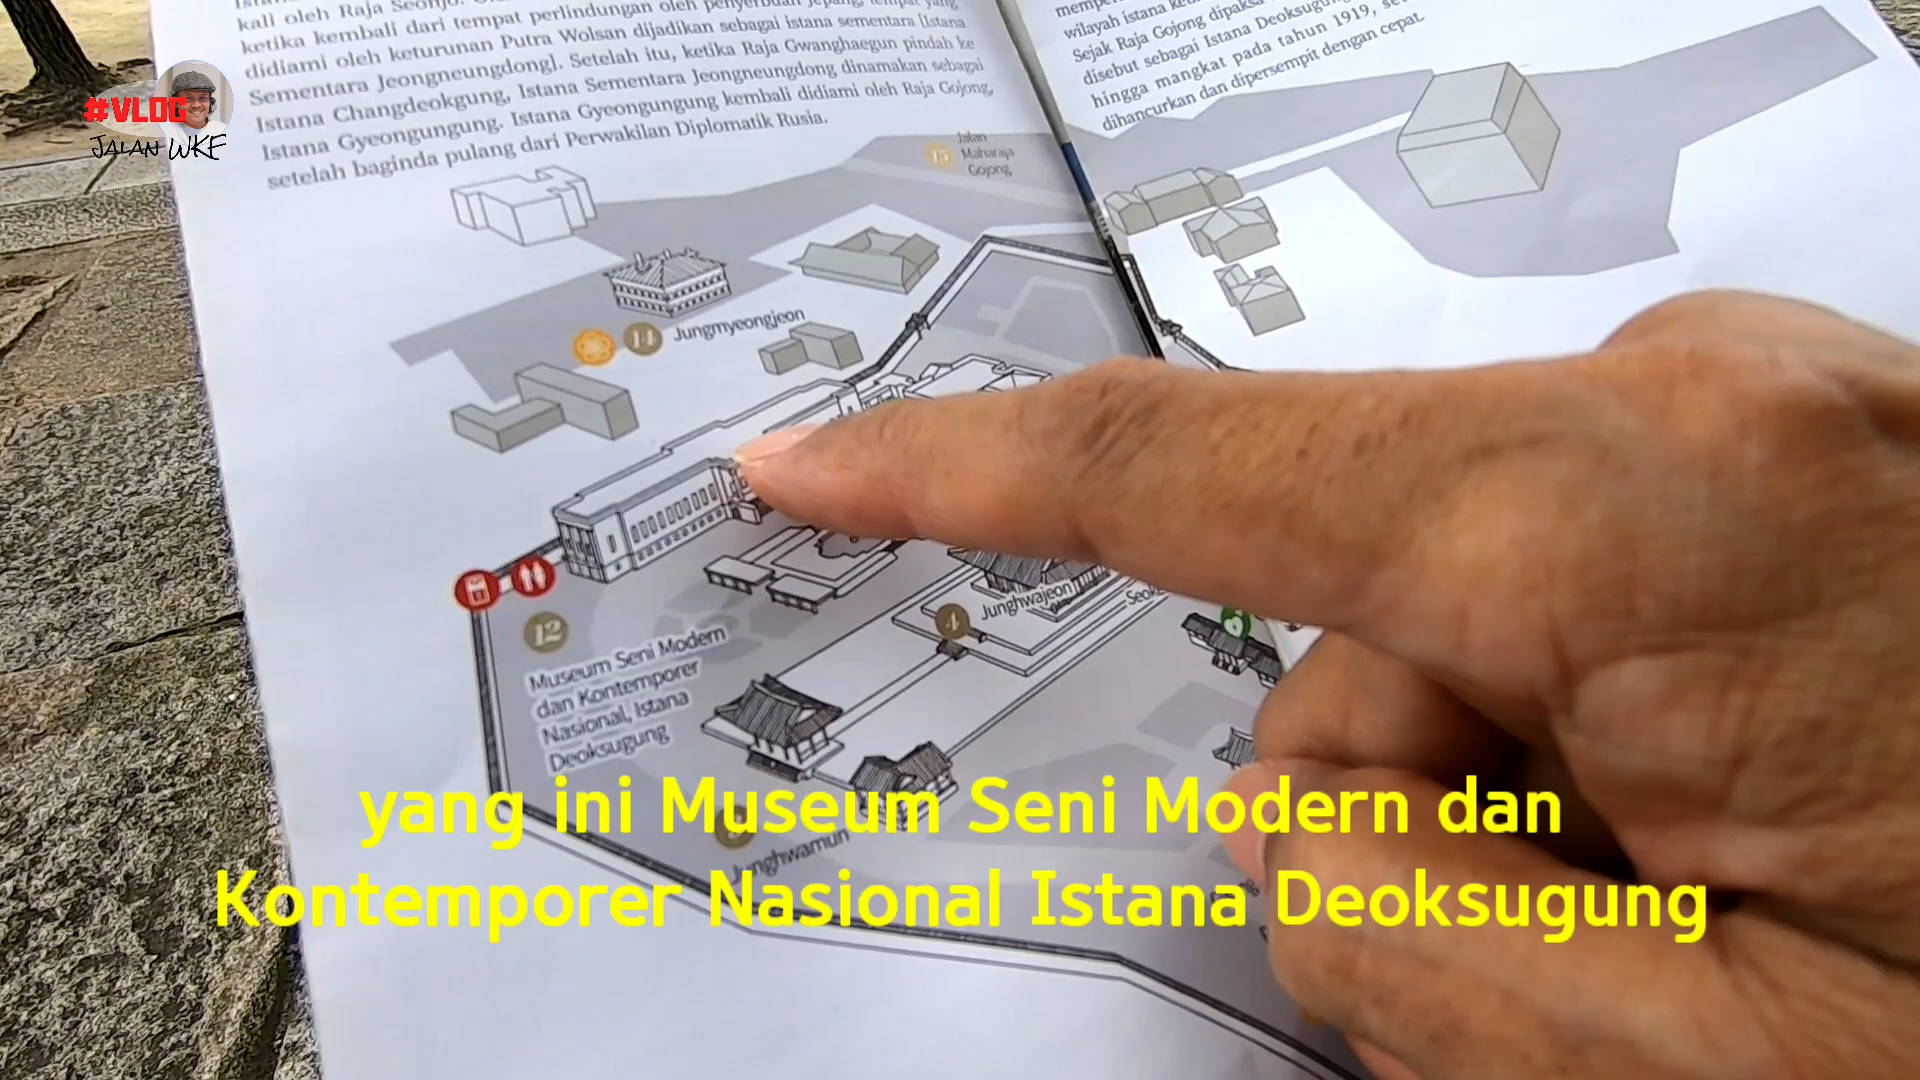 kali oleh Raja Seonjo.
ketika kembali dari tempat perlindungan oleh penyerbuan Jepang, tempat yang
didiami oleh keturunan Putra Wolsan dijadikan sebagai istana sementara [Istana
Sementara Jeongneungdong]. Setelah itu, ketika Raja Gwanghaegun pindah ke
Istana Changdeokgung, Istana Sementara Jeongneungdong dinamakan sebagai
Istana Gyeongungung. Istana Gyeongungung kembali didiami oleh Raja Gojong,
setelah baginda pulang dari Perwakilan Diplomatik Rusia.
wilayah istana
Sejak Raja Gojong dipaksa
disebut sebagai Istana Deoksugung
hingga mangkat pada tahun 1919,
dihancurkan dan dipersempit dengan cepat.
#VLOG
JALAN WKF
15
Jalan
Maharaja
Gojong
14 Jungmyeongjeon
12
Museum Seni Modern
dan Kontemporer
Nasional, Istana
Deoksugung
4 Junghwajeon
Junghwamun
yang ini Museum Seni Modern dan
Kontemporer Nasional Istana Deoksugung